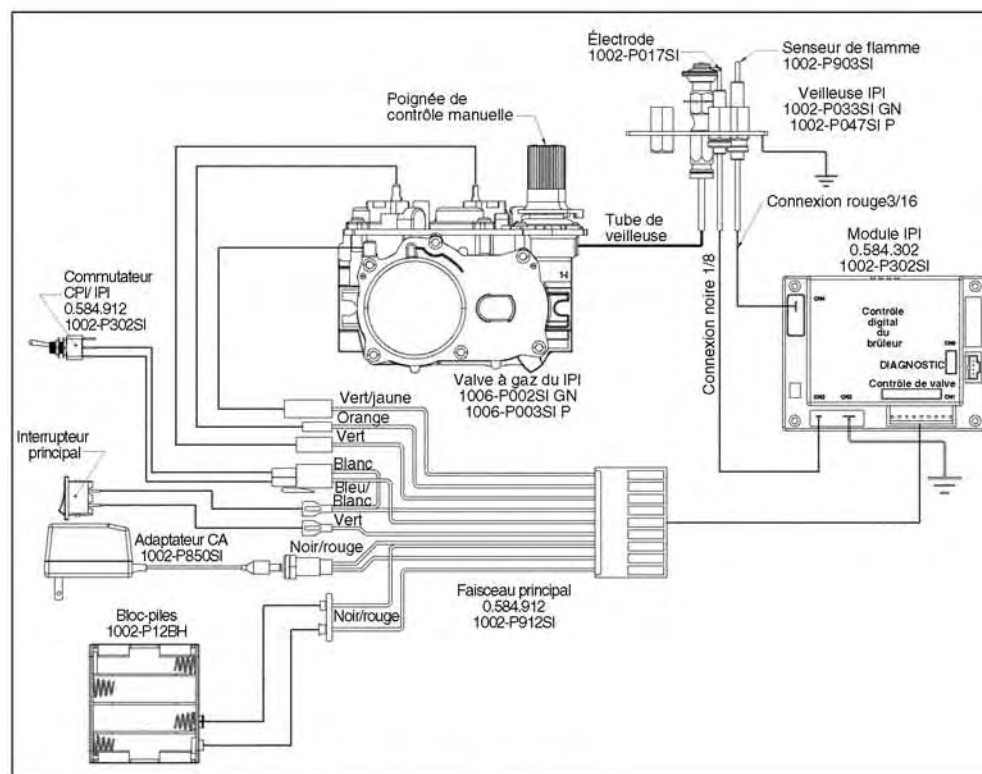 Électrode
1002-P017SI
Senseur de flamme
1002-P903SI
Veilleuse IPI
1002-P033SI GN
1002-P047SI P
Poignée de
contrôle manuelle
Connexion rouge3/16
Tube de
veilleuse
Module IPI
0.584.302
1002-P302SI
Connexion noire 1/8
CN4
Contrôle
digital
du
brûleur
DIAGNOSTIC
Contrôle de valve
CN3
CN2
CN1
Commutateur
CPI/ IPI
0.584.912
1002-P302SI
Valve à gaz du IPI
1006-P002SI GN
1006-P003SI P
Vert/jaune
Orange
Vert
Interrupteur
principal
Blanc
Bleu/
Blanc
Vert
Adaptateur CA
1002-P850SI
Noir/rouge
Faisceau principal
0.584.912
1002-P912SI
Noir/rouge
Bloc-piles
1002-P12BH